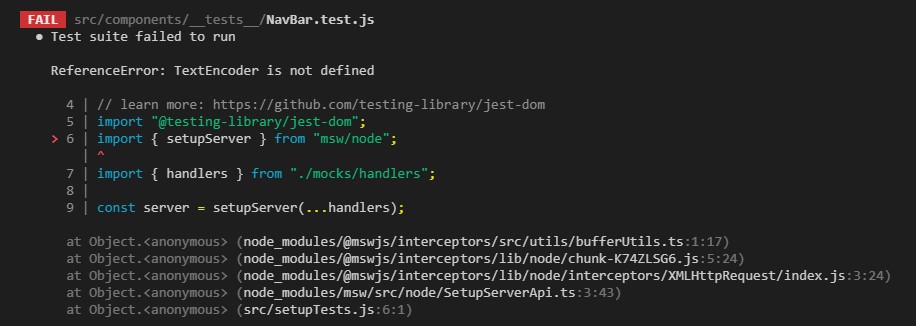 FAIL src/components/__tests__/NavBar.test.js
● Test suite failed to run
ReferenceError: TextEncoder is not defined
4 | // learn more: https://github.com/testing-library/jest-dom
5 | import "@testing-library/jest-dom";
> 6 | import { setupServer } from "msw/node";
| ^
7 | import { handlers } from "./mocks/handlers";
8 |
9 | const server = setupServer(...handlers);
at Object.<anonymous> (node_modules/@mswjs/interceptors/src/utils/bufferUtils.ts:1:17)
at Object.<anonymous> (node_modules/@mswjs/interceptors/lib/node/chunk-K74ZLSG6.js:5:24)
at Object.<anonymous> (node_modules/@mswjs/interceptors/lib/node/interceptors/XMLHttpRequest/index.js:3:24)
at Object.<anonymous> (node_modules/msw/src/node/SetupServerApi.ts:3:43)
at Object.<anonymous> (src/setupTests.js:6:1)